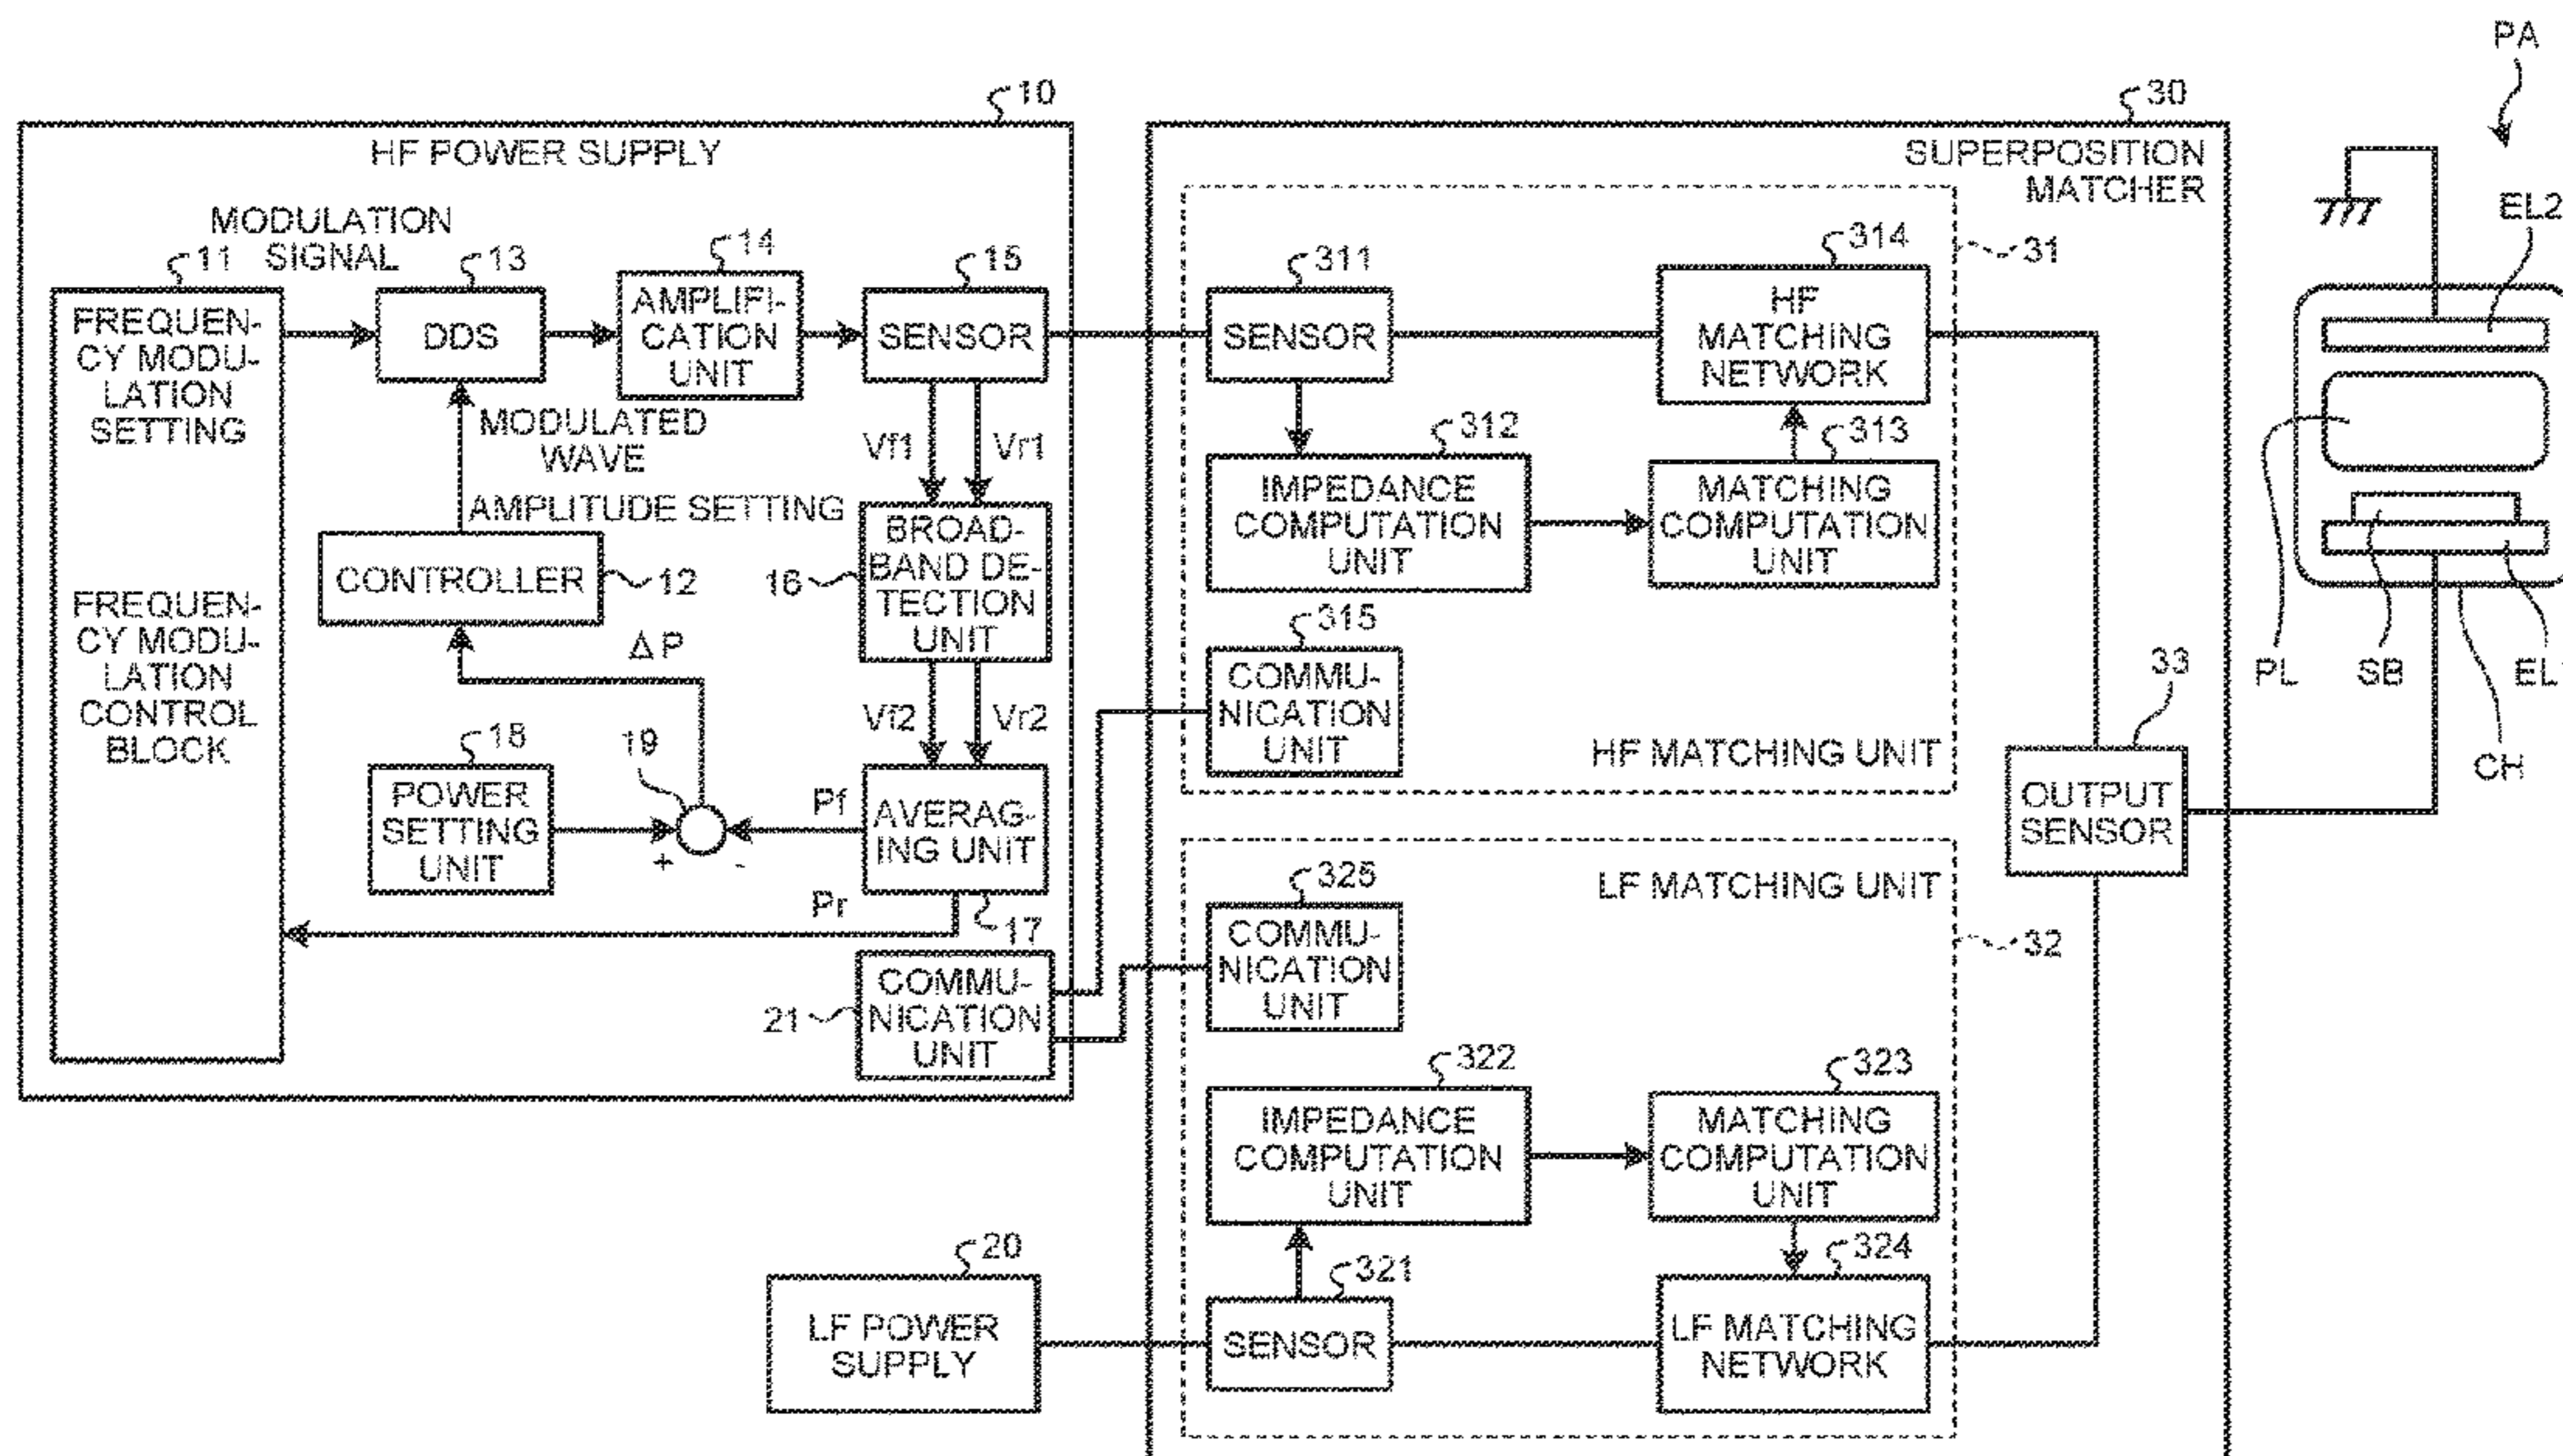 PA
10
30
HF POWER SUPPLY
SUPERPOSITION
MATCHER
MODULATION
SIGNAL
11
13
14
15
311
314
31
EL2
FREQUEN-
CY MODU-
LATION
SETTING
DDS
AMPLIFI-
CATION
UNIT
SENSOR
SENSOR
HF
MATCHING
NETWORK
MODULATED
WAVE
Vf1
Vr1
312
313
AMPLITUDE SETTING
IMPEDANCE
COMPUTATION
UNIT
MATCHING
COMPUTATION
UNIT
CONTROLLER
12
16
BROAD-
BAND DE-
TECTION
UNIT
FREQUEN-
CY MODU-
LATION
CONTROL
BLOCK
ΔP
315
COMMU-
NICATION
UNIT
HF MATCHING UNIT
33
PL
SB
EL
CH
Vf2
Vr2
18
19
POWER
SETTING
UNIT
+
-
Pf
AVERAG-
ING UNIT
OUTPUT
SENSOR
Pr
17
325
LF MATCHING UNIT
32
COMMU-
NICATION
UNIT
21
COMMU-
NICATION
UNIT
322
323
IMPEDANCE
COMPUTATION
UNIT
MATCHING
COMPUTATION
UNIT
20
321
324
LF POWER
SUPPLY
SENSOR
LF MATCHING
NETWORK